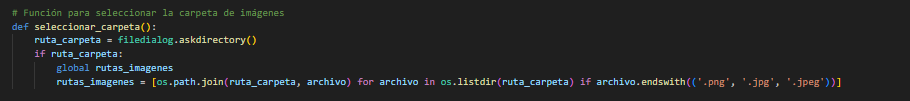 # Función para seleccionar la carpeta de imágenes
def seleccionar_carpeta():
    ruta_carpeta = filedialog.askdirectory()
    if ruta_carpeta:
        global rutas_imagenes
        rutas_imagenes = [os.path.join(ruta_carpeta, archivo) for archivo in os.listdir(ruta_carpeta) if archivo.endswith(('.png', '.jpg', '.jpeg'))]